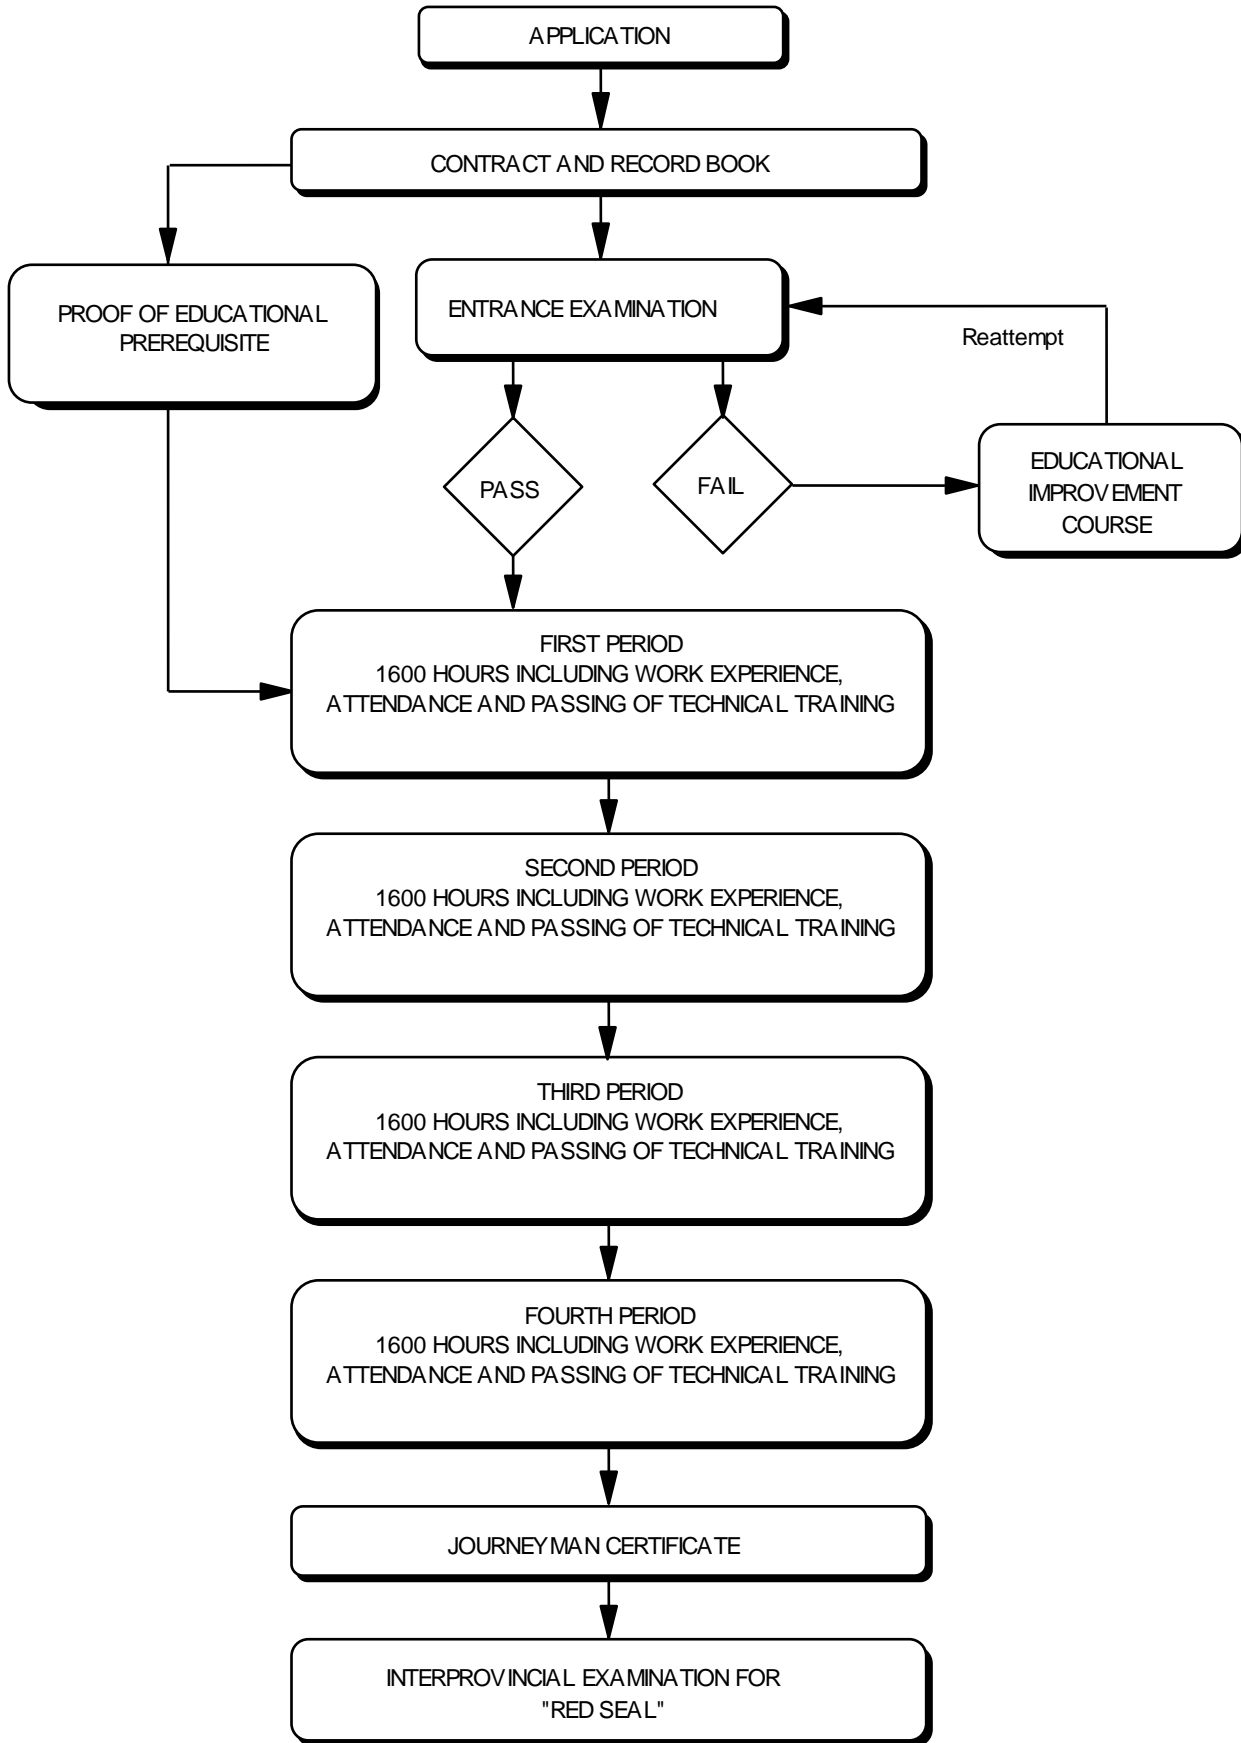 APPLICATION
CONTRACT AND RECORD BOOK
PROOF OF EDUCATIONAL
PREREQUISITE
ENTRANCE EXAMINATION
Reattempt
PASS
FAIL
EDUCATIONAL
IMPROVEMENT
COURSE
FIRST PERIOD
1600 HOURS INCLUDING WORK EXPERIENCE,
ATTENDANCE AND PASSING OF TECHNICAL TRAINING
SECOND PERIOD
1600 HOURS INCLUDING WORK EXPERIENCE,
ATTENDANCE AND PASSING OF TECHNICAL TRAINING
THIRD PERIOD
1600 HOURS INCLUDING WORK EXPERIENCE,
ATTENDANCE AND PASSING OF TECHNICAL TRAINING
FOURTH PERIOD
1600 HOURS INCLUDING WORK EXPERIENCE,
ATTENDANCE AND PASSING OF TECHNICAL TRAINING
JOURNEYMAN CERTIFICATE
INTERPROVINCIAL EXAMINATION FOR
"RED SEAL"